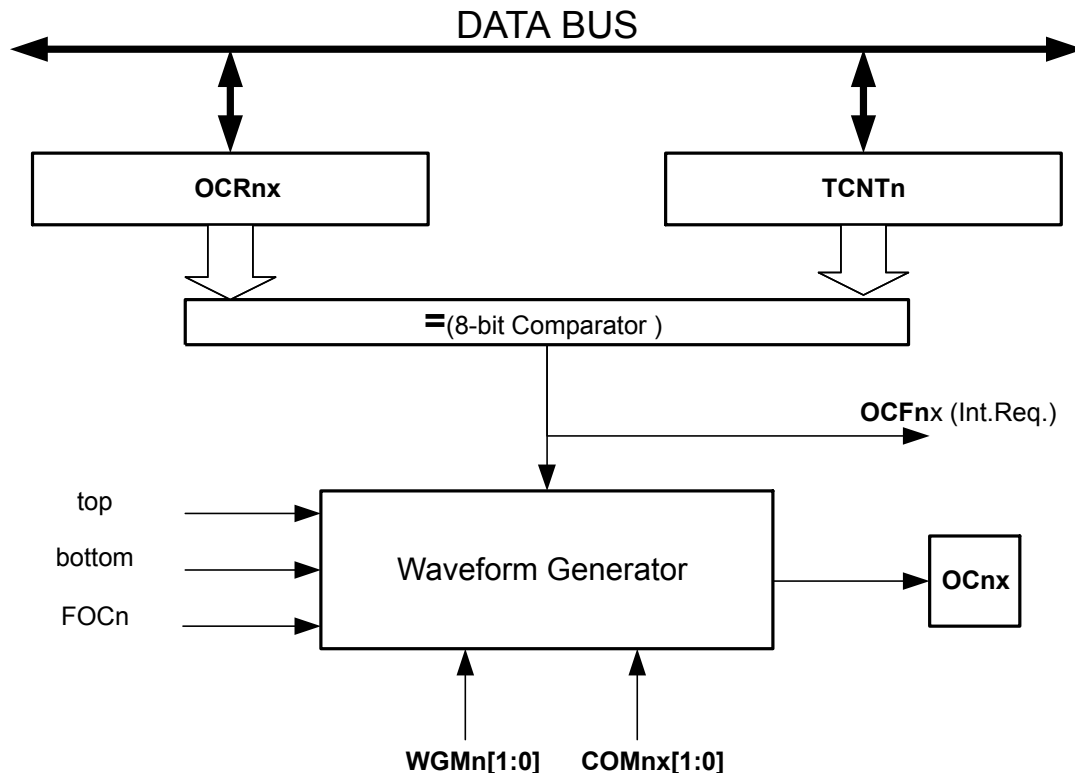 DATA BUS
OCRnx
TCNTn
=(8-bit Comparator )
OCFnx (Int.Req.)
top
bottom
FOCn
Waveform Generator
OCnx
WGMn[1:0]
COMnx[1:0]